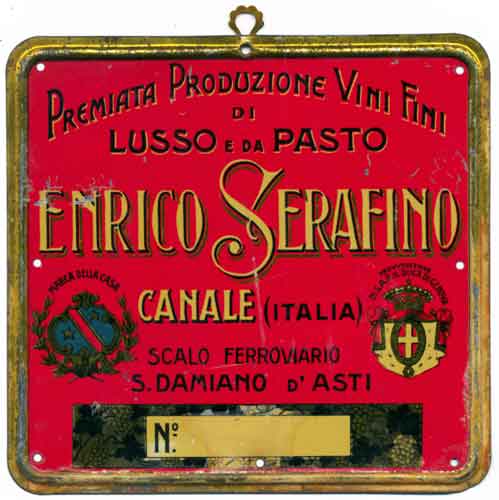 PREMIATA PRODUZIONE VINI FINI
DI
LUSSO E DA PASTO
ENRICO SERAFINO
MARCA DELLA CASA
CANALE (ITALIA)
SCALO FERROVIARIO
S. DAMIANO D'ASTI
Nº.